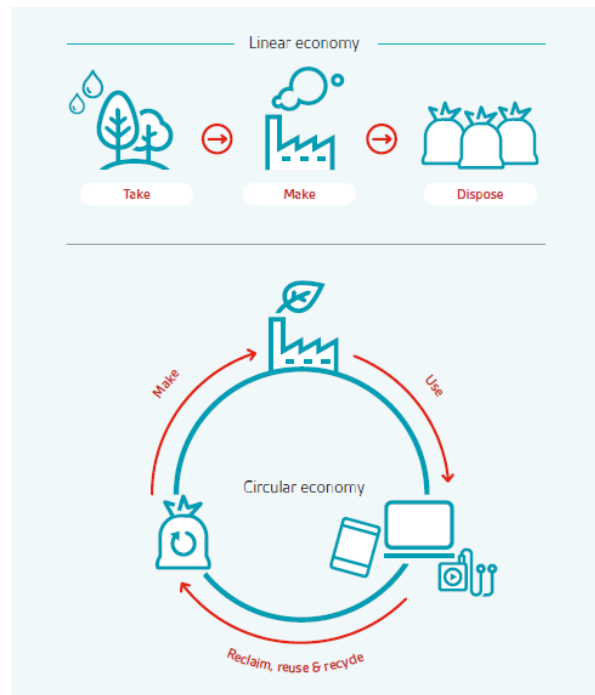 Linear economy
Take
Make
Dispose
Make
Use
Circular economy
Reclaim, reuse & recycle